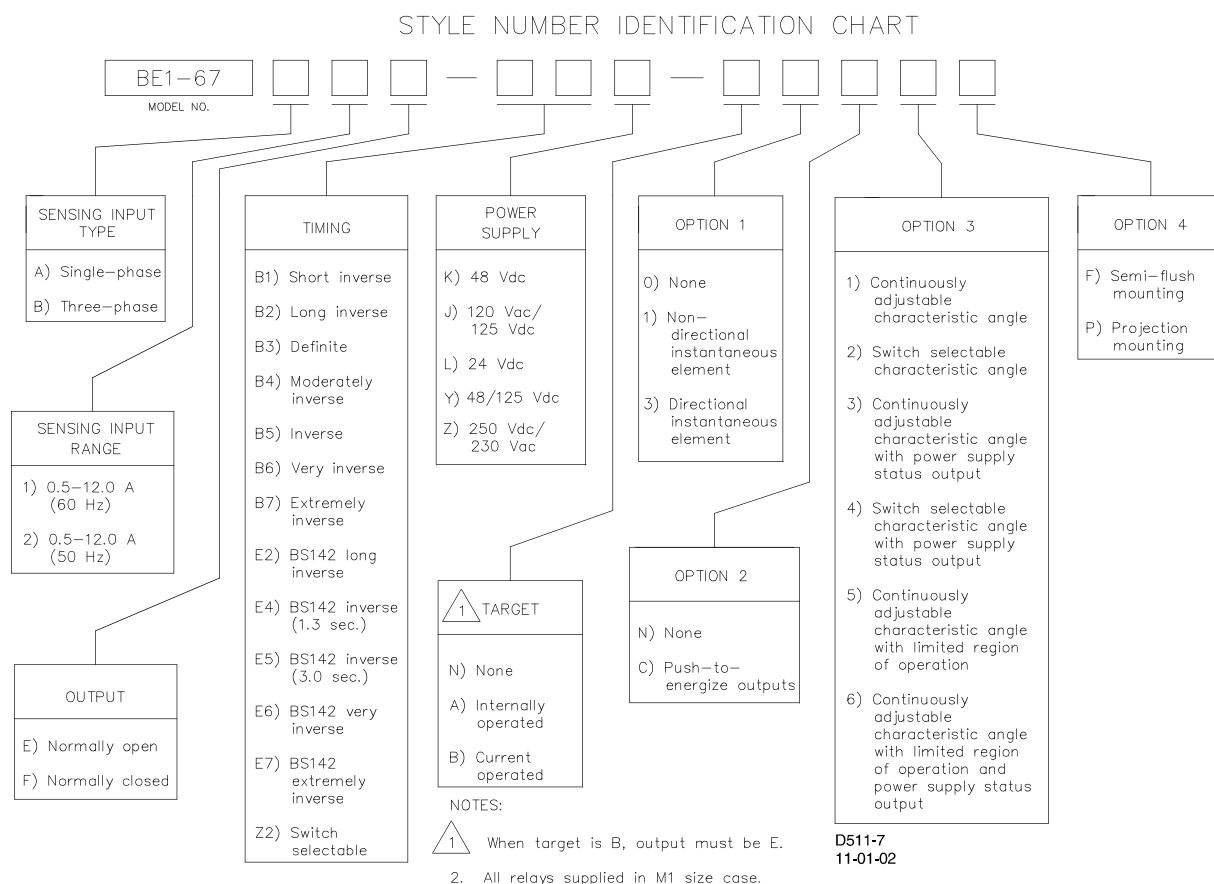 STYLE NUMBER IDENTIFICATION CHART
BE1-67
MODEL NO.
SENSING INPUT
TYPE
A) Single-phase
B) Three-phase
SENSING INPUT
RANGE
1) 0.5-12.0 A
(60 Hz)
2) 0.5-12.0 A
(50 Hz)
OUTPUT
E) Normally open
F) Normally closed
TIMING
B1) Short inverse
B2) Long inverse
B3) Definite
B4) Moderately
inverse
B5) Inverse
B6) Very inverse
B7) Extremely
inverse
E2) BS142 long
inverse
E4) BS142 inverse
(1.3 sec.)
E5) BS142 inverse
(3.0 sec.)
E6) BS142 very
inverse
E7) BS142
extremely
inverse
Z2) Switch
selectable
POWER
SUPPLY
K) 48 Vdc
J) 120 Vac/
125 Vdc
L) 24 Vdc
Y) 48/125 Vdc
Z) 250 Vdc/
230 Vac
1 TARGET
N) None
A) Internally
operated
B) Current
operated
OPTION 1
0) None
1) Non-
directional
instantaneous
element
3) Directional
instantaneous
element
OPTION 2
N) None
C) Push-to-
energize outputs
OPTION 3
1) Continuously
adjustable
characteristic angle
2) Switch selectable
characteristic angle
3) Continuously
adjustable
characteristic angle
with power supply
status output
4) Switch selectable
characteristic angle
with power supply
status output
5) Continuously
adjustable
characteristic angle
with limited region
of operation
6) Continuously
adjustable
characteristic angle
with limited region
of operation and
power supply status
output
OPTION 4
F) Semi-flush
mounting
P) Projection
mounting
NOTES:
1 When target is B, output must be E.
2. All relays supplied in M1 size case.
D511-7
11-01-02